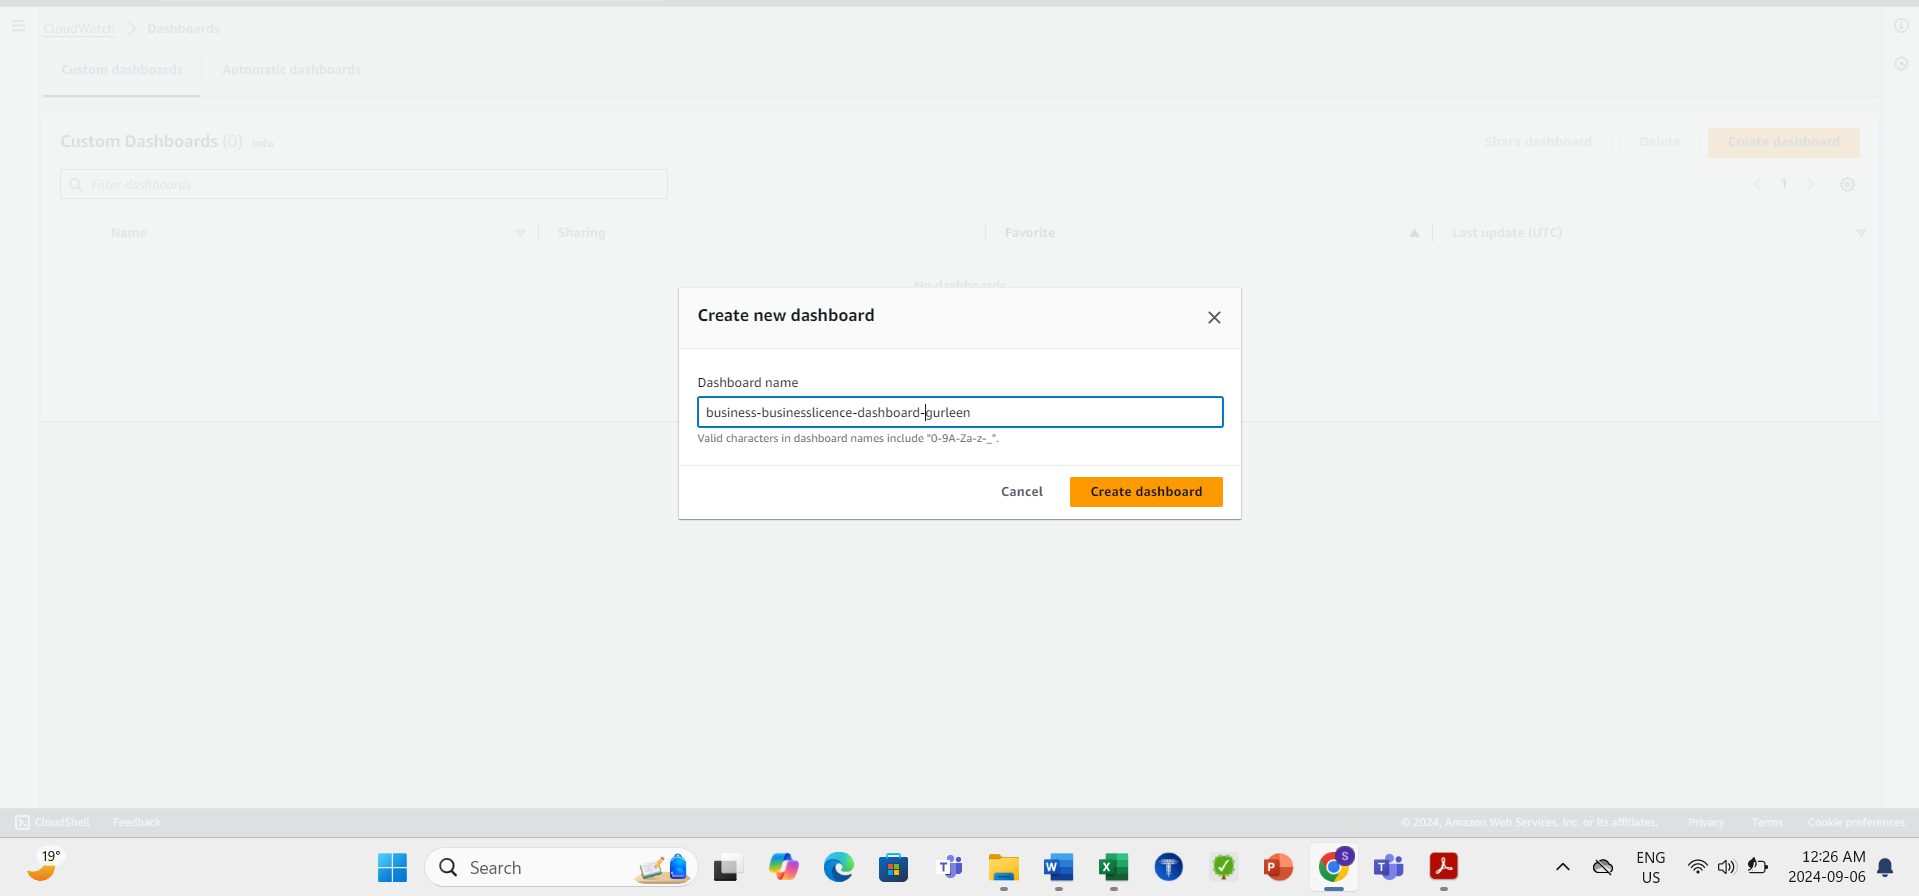 CloudWatch > Dashboards
Custom dashboards Automatic dashboards
Custom Dashboards (0) Info
Share dashboard Delete Create dashboard
Filter dashboards
1
Name Sharing Favorite Last update (UTC)
No dashboards
Create new dashboard
Dashboard name
business-businesslicence-dashboard-gurleen
Valid characters in dashboard names include "0-9A-Za-z-_".
Cancel Create dashboard
CloudShell Feedback © 2024, Amazon Web Services, Inc. or its affiliates. Privacy Terms Cookie preferences
19°
Search
S
ENG
US
12:26 AM
2024-09-06